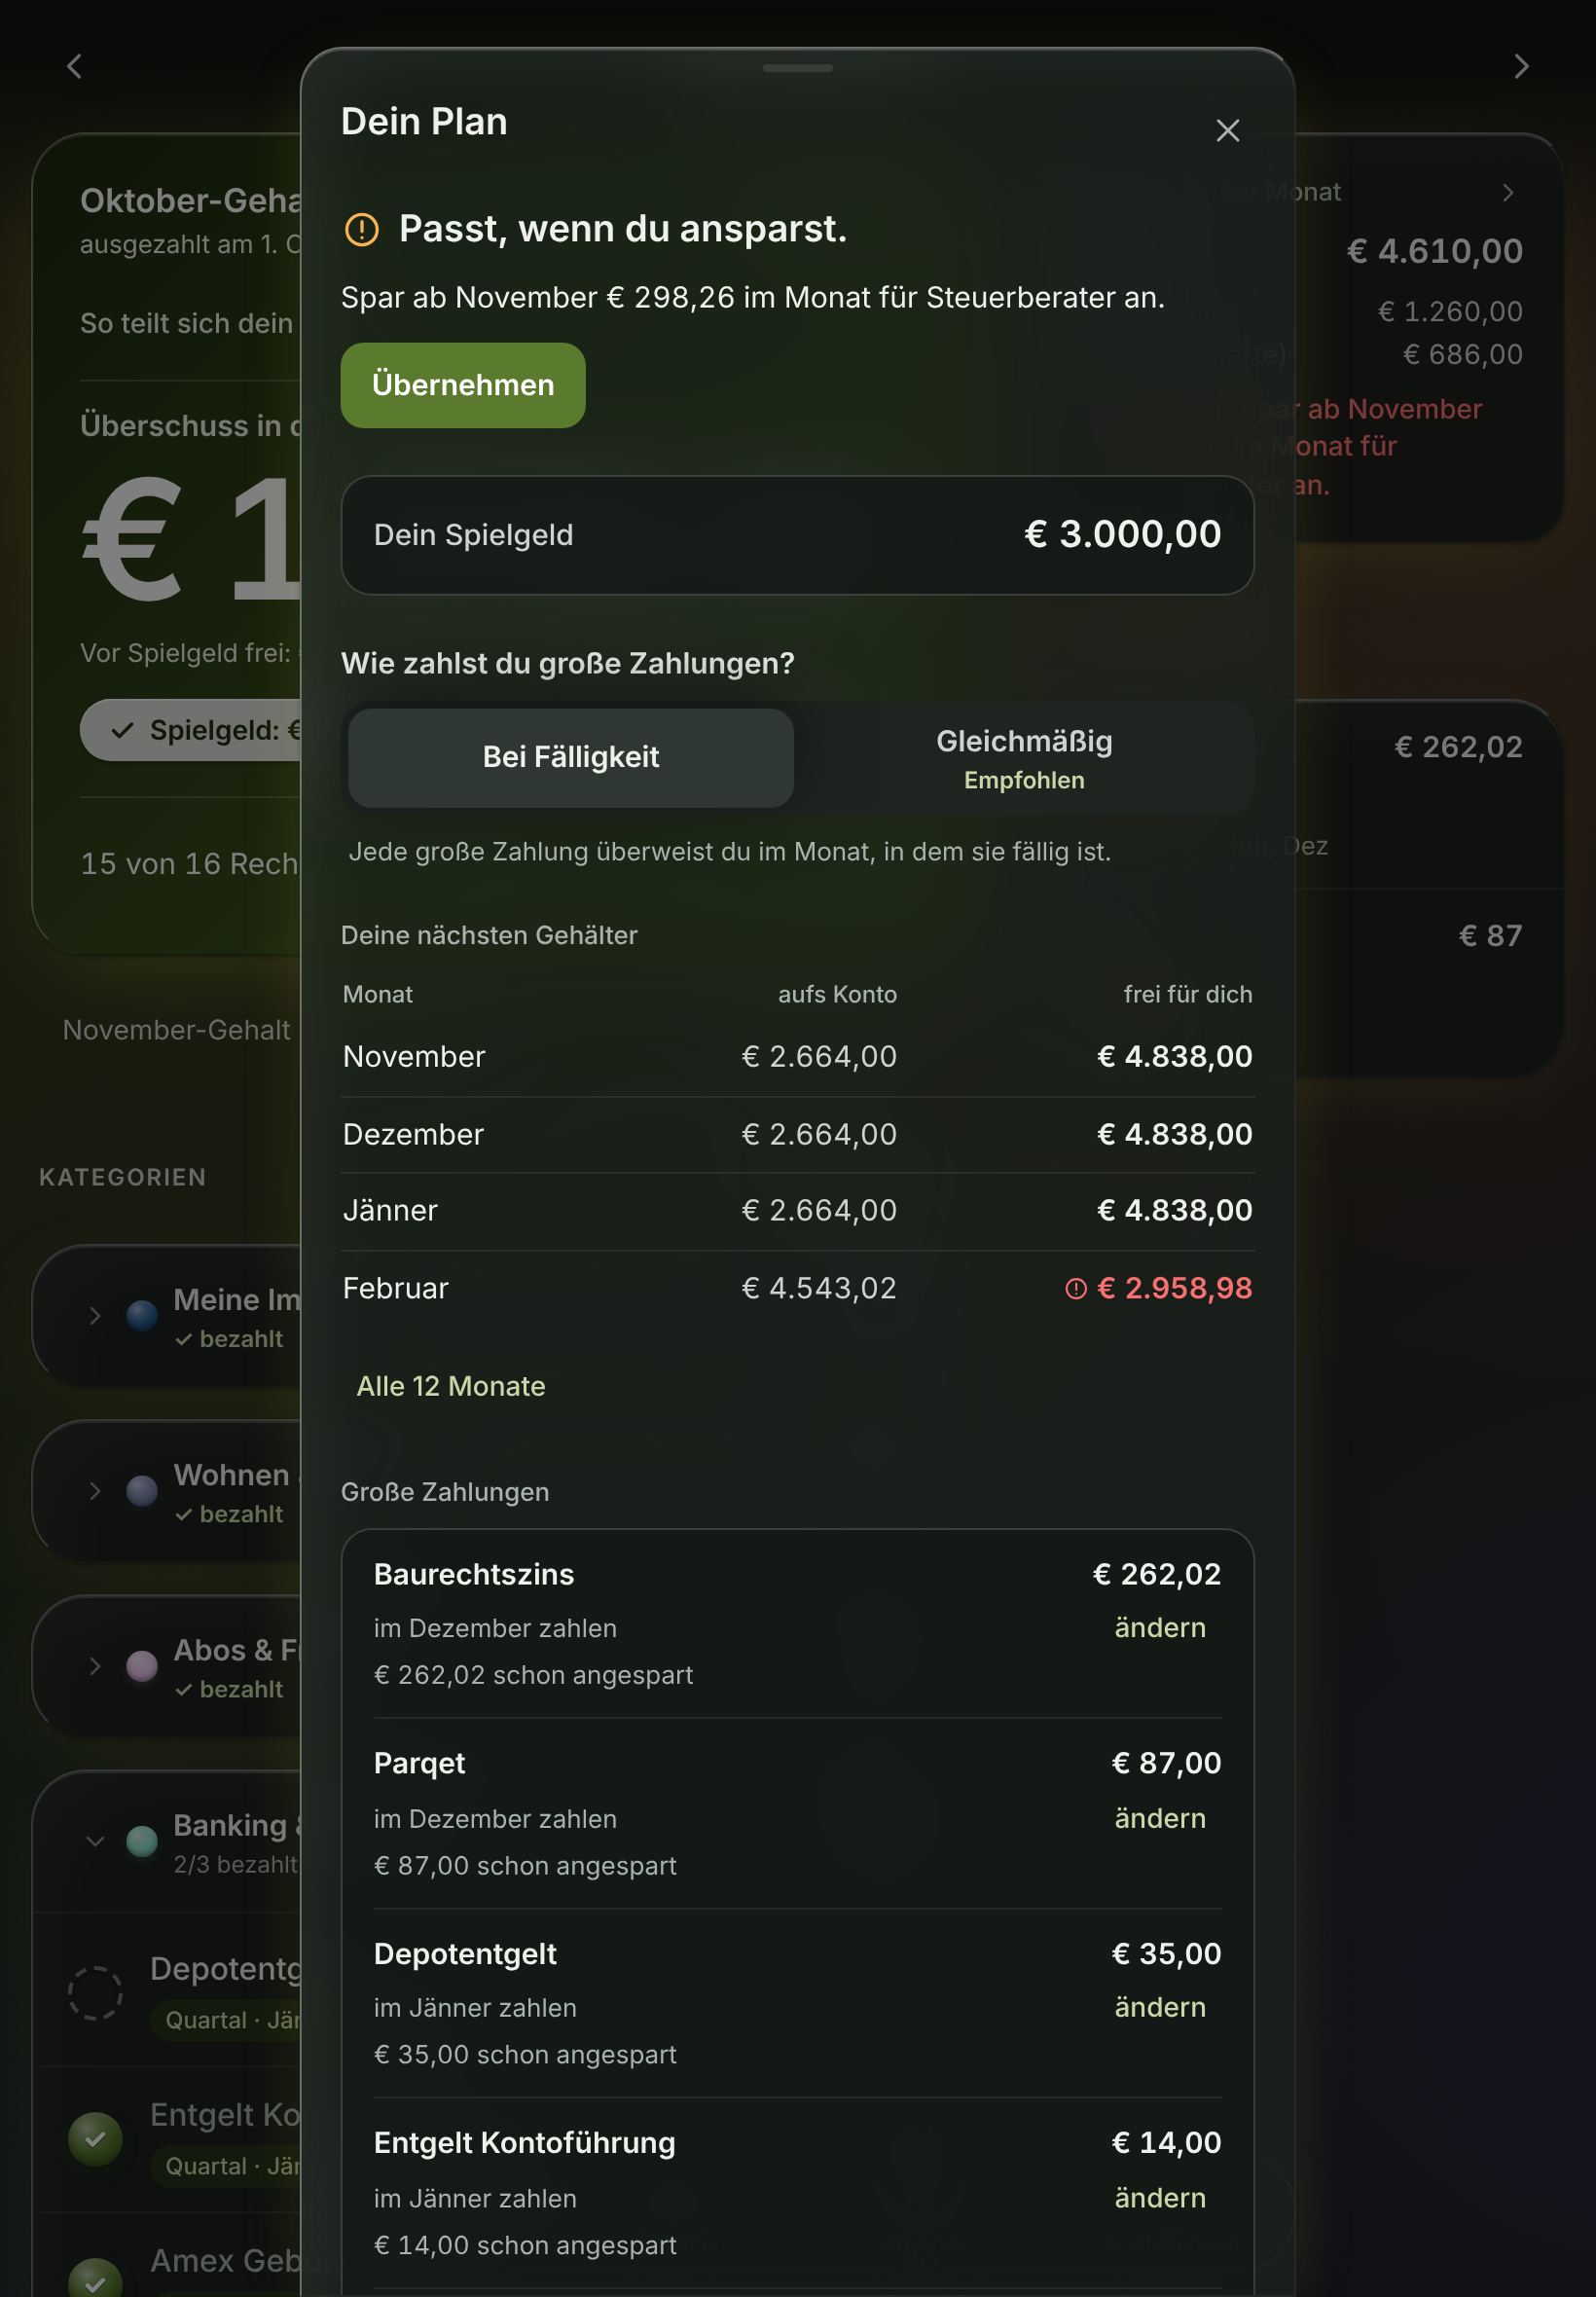 Dein Plan
Passt, wenn du ansparst.
Spar ab November € 298,26 im Monat für Steuerberater an.
Übernehmen
Dein Spielgeld € 3.000,00
Wie zahlst du große Zahlungen?
Bei Fälligkeit
Gleichmäßig
Empfohlen
Jede große Zahlung überweist du im Monat, in dem sie fällig ist.
Deine nächsten Gehälter
Monat aufs Konto frei für dich
November € 2.664,00 € 4.838,00
Dezember € 2.664,00 € 4.838,00
Jänner € 2.664,00 € 4.838,00
Februar € 4.543,02 € 2.958,98
Alle 12 Monate
Große Zahlungen
Baurechtszins € 262,02
im Dezember zahlen ändern
€ 262,02 schon angespart
Parqet € 87,00
im Dezember zahlen ändern
€ 87,00 schon angespart
Depotentgelt € 35,00
im Jänner zahlen ändern
€ 35,00 schon angespart
Entgelt Kontoführung € 14,00
im Jänner zahlen ändern
€ 14,00 schon angespart
Oktober-Geha
ausgezahlt am 1. O
So teilt sich dein
Überschuss in d
€ 1
Vor Spielgeld frei:
Spielgeld: €
15 von 16 Rech
November-Gehalt
KATEGORIEN
Meine Im
bezahlt
Wohnen
bezahlt
Abos & Fr
bezahlt
Banking &
2/3 bezahlt
Depotentg
Quartal · Jän
Entgelt Ko
Quartal · Jän
Amex Geb
Monat
€ 4.610,00
€ 1.260,00
€ 686,00
Spar ab November
Monat für
an.
€ 262,02
Dez
€ 87